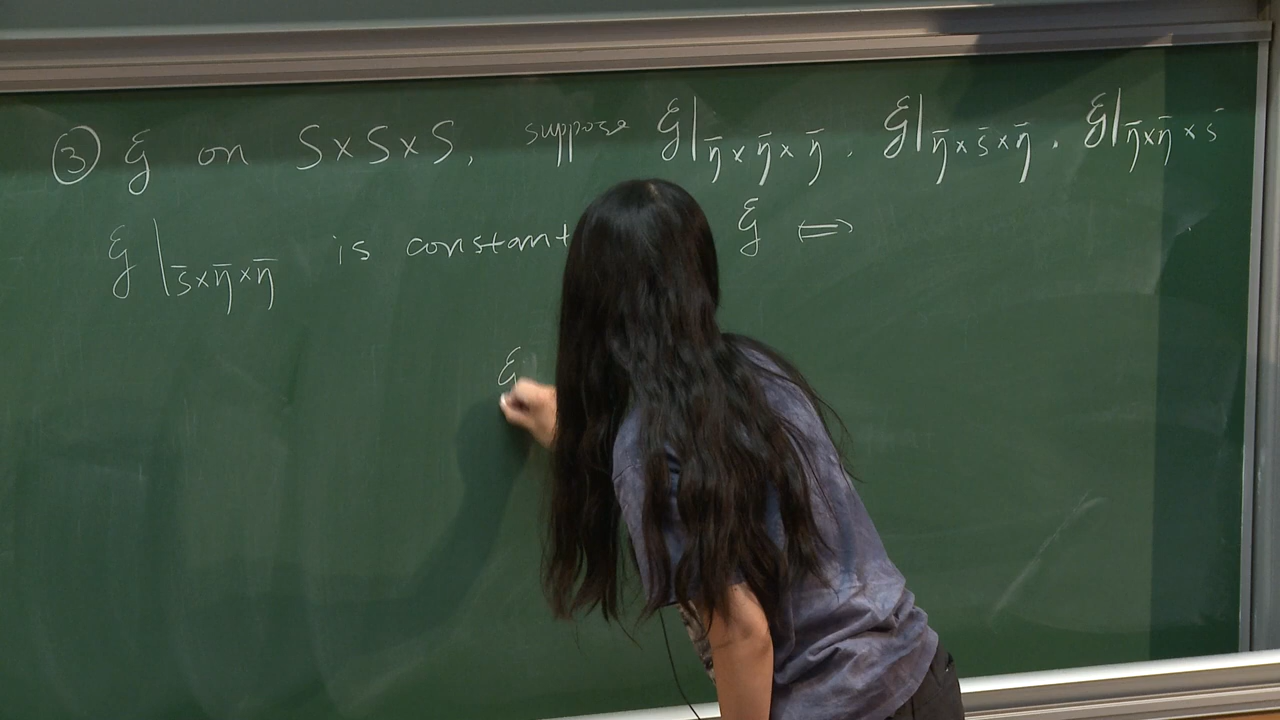 ③ 𝒢 on S×S×S, suppose 𝒢|_{η̄×η̄×η̄}, 𝒢|_{η̄×s̄×η̄}, 𝒢|_{η̄×η̄×s̄}
𝒢|_{s̄×η̄×η̄} is constant 𝒢 ⟺
𝒢